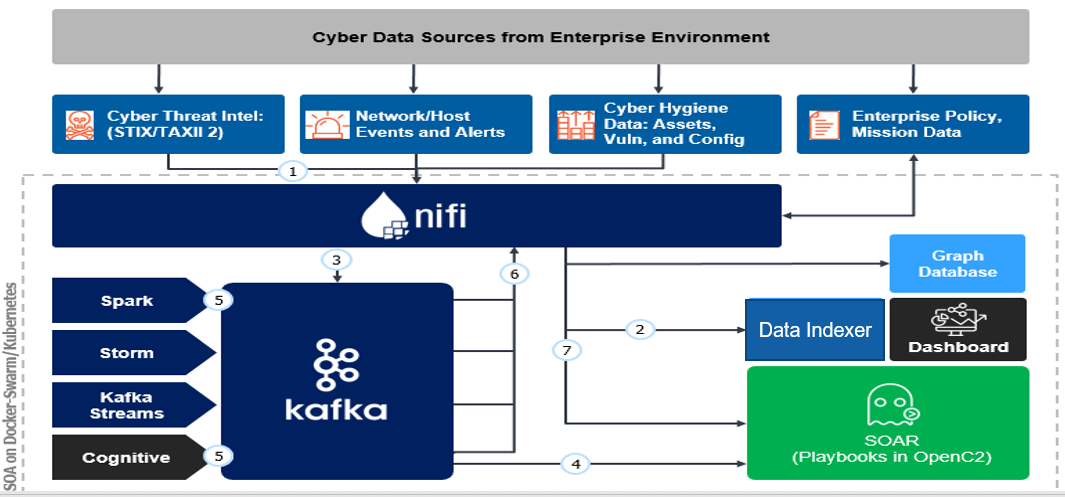 Cyber Data Sources from Enterprise Environment
Cyber Threat Intel:
(STIX/TAXII 2)
Network/Host
Events and Alerts
Cyber Hygiene
Data: Assets,
Vuln, and Config
Enterprise Policy,
Mission Data
1
nifi
3
6
Graph
Database
Spark
5
Storm
Kafka
Streams
Cognitive
5
kafka
2
7
Data Indexer
Dashboard
4
SOAR
(Playbooks in OpenC2)
SOA on Docker-Swarm/Kubernetes